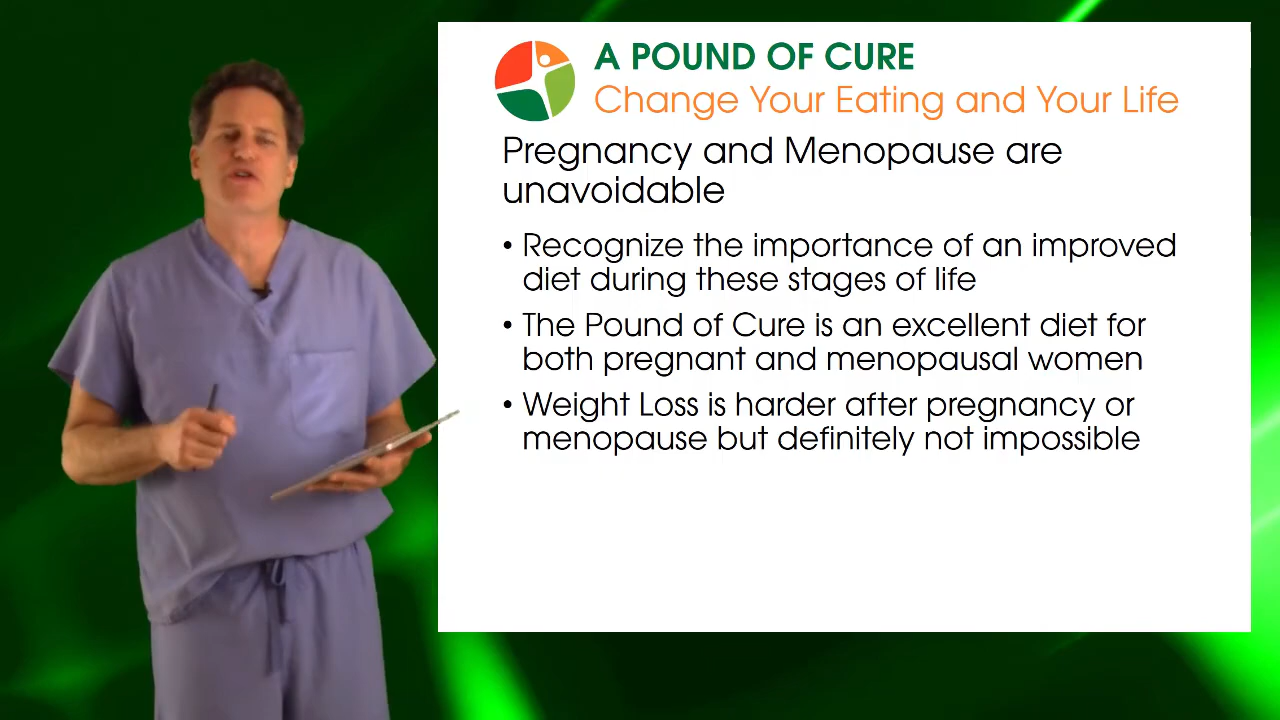 A POUND OF CURE
Change Your Eating and Your Life
Pregnancy and Menopause are
unavoidable
• Recognize the importance of an improved
diet during these stages of life
• The Pound of Cure is an excellent diet for
both pregnant and menopausal women
• Weight Loss is harder after pregnancy or
menopause but definitely not impossible